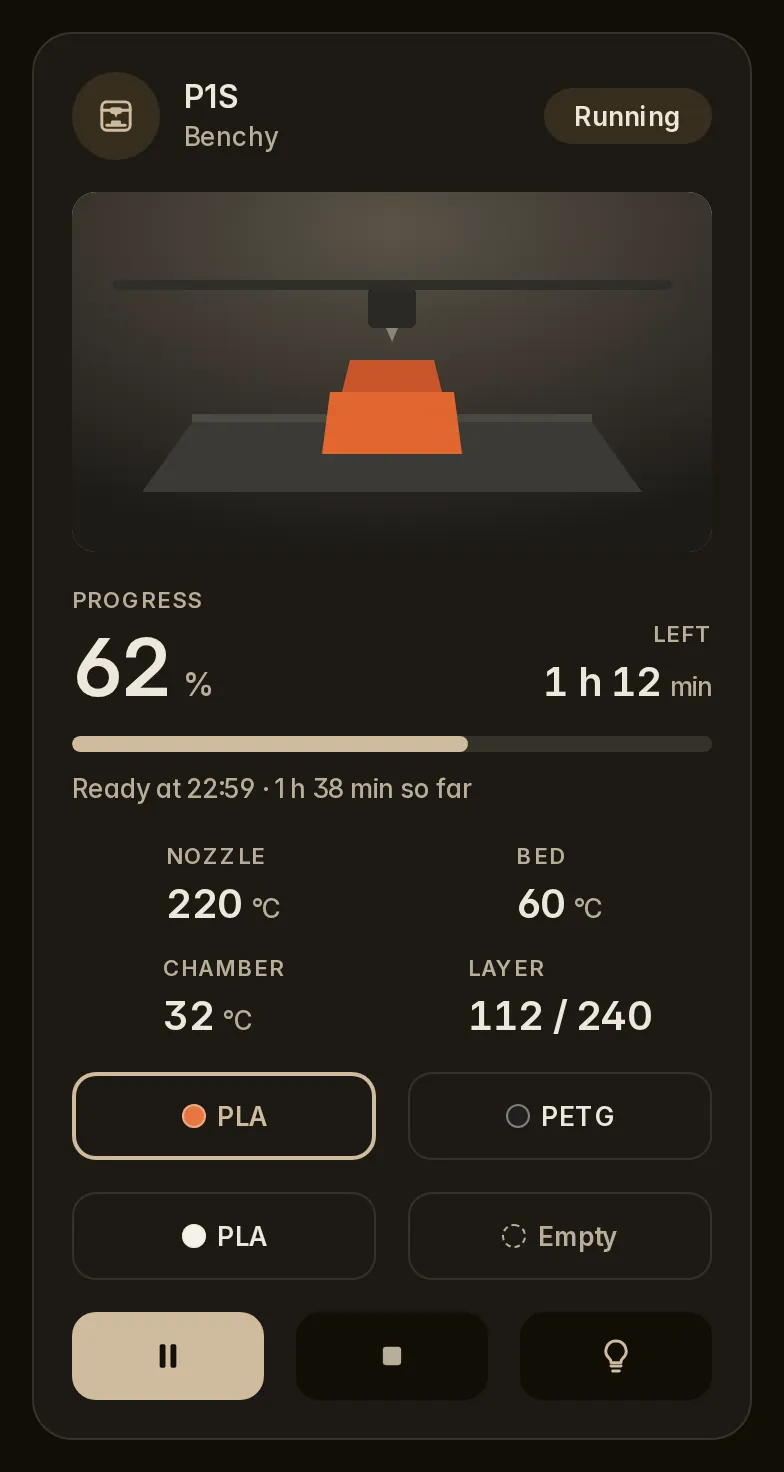 P1S
Benchy
Running
PROGRESS
62 %
LEFT
1 h 12 min
Ready at 22:59 · 1 h 38 min so far
NOZZLE
220 °C
BED
60 °C
CHAMBER
32 °C
LAYER
112 / 240
PLA
PETG
PLA
Empty